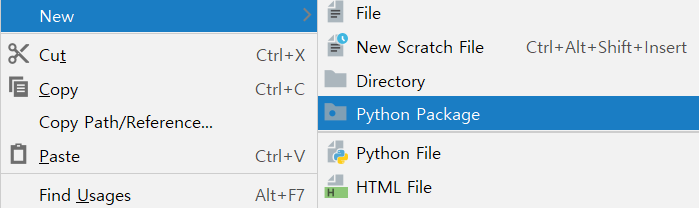 New
Cut Ctrl+X
Copy Ctrl+C
Copy Path/Reference...
Paste Ctrl+V
Find Usages Alt+F7
File
New Scratch File Ctrl+Alt+Shift+Insert
Directory
Python Package
Python File
H
HTML File